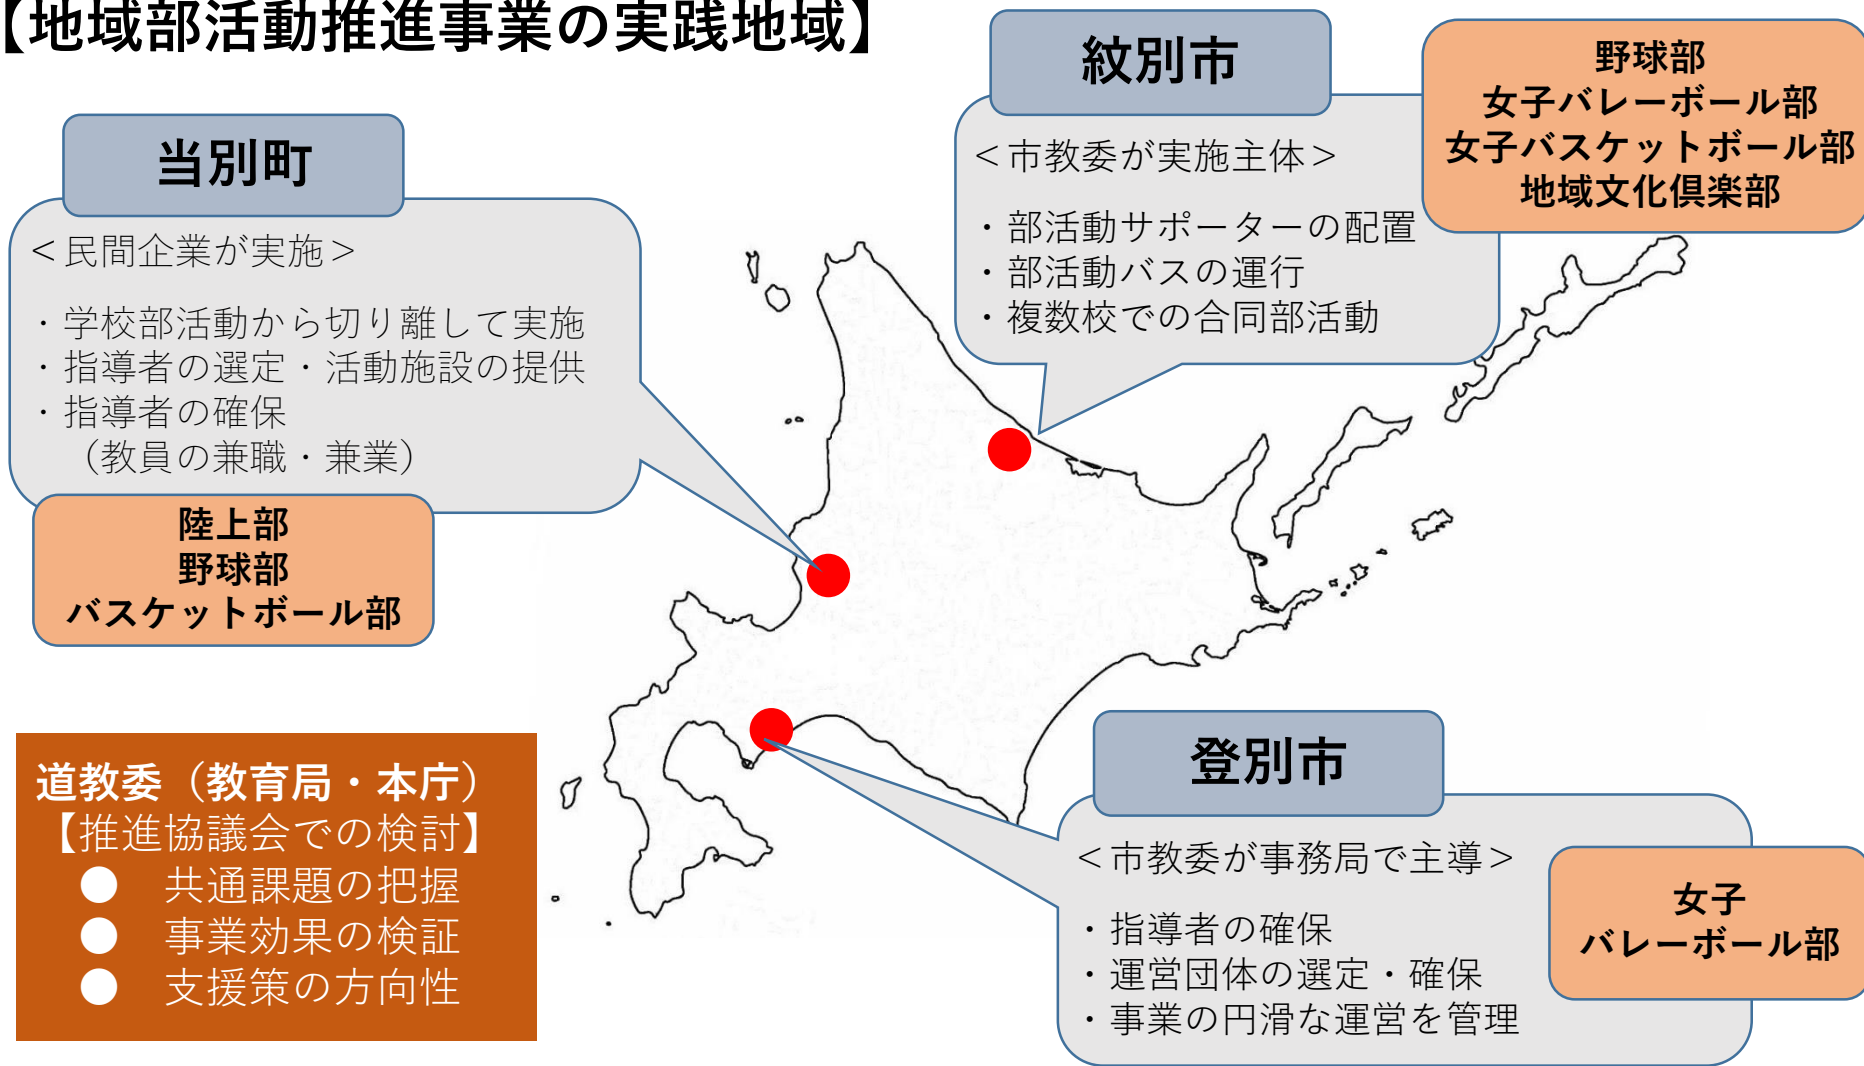 【地域部活動推進事業の実践地域】
当別町
＜民間企業が実施＞
・学校部活動から切り離して実施
・指導者の選定・活動施設の提供
・指導者の確保
（教員の兼職・兼業）
陸上部
野球部
バスケットボール部
紋別市
＜市教委が実施主体＞
・部活動サポーターの配置
・部活動バスの運行
・複数校での合同部活動
野球部
女子バレーボール部
女子バスケットボール部
地域文化倶楽部
道教委（教育局・本庁）
【推進協議会での検討】
● 共通課題の把握
● 事業効果の検証
● 支援策の方向性
登別市
＜市教委が事務局で主導＞
・指導者の確保
・運営団体の選定・確保
・事業の円滑な運営を管理
女子
バレーボール部